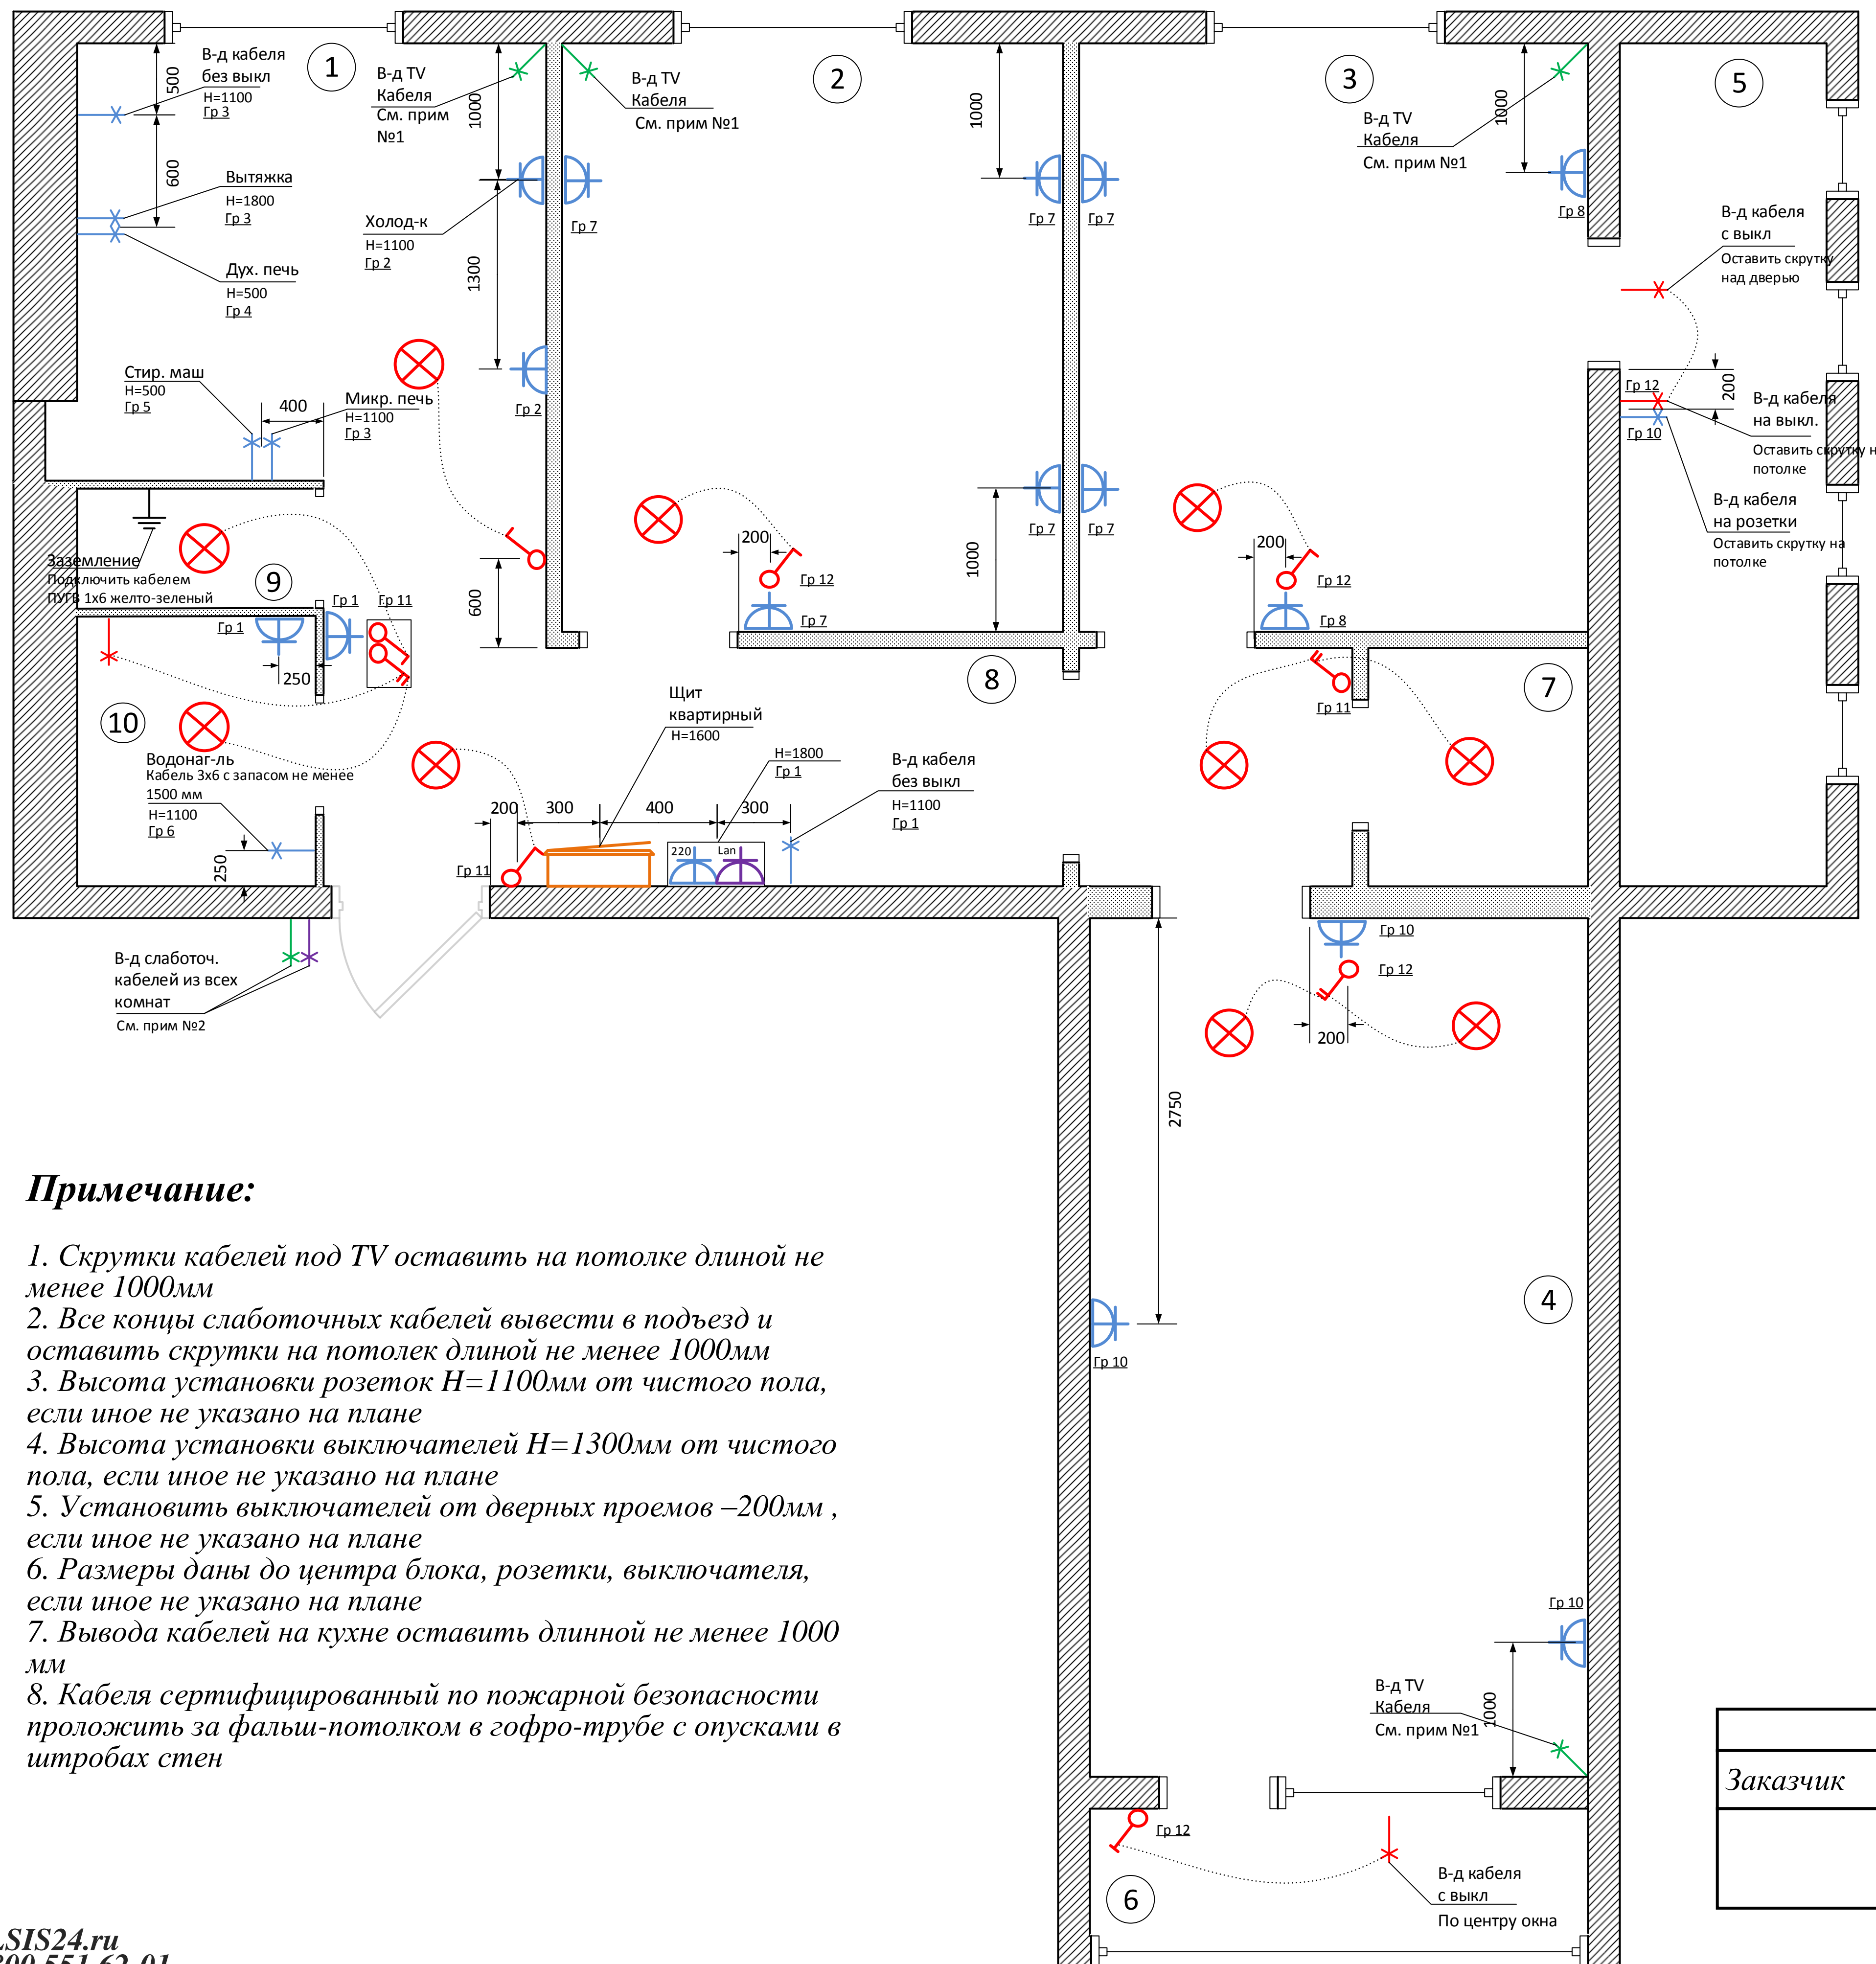 В-д кабеля
без выкл
Н=1100
Гр 3
500
600
1
В-д TV
Кабеля
См. прим
№1
1000
В-д TV
Кабеля
См. прим №1
2
1000
3
В-д TV
Кабеля
См. прим №1
1000
5
Вытяжка
Н=1800
Гр 3
Дух. печь
Н=500
Гр 4
Холод-к
Н=1100
Гр 2
1300
Гр 7
Гр 7
Гр 7
Гр 8
В-д кабеля
с выкл
Оставить скрутку
над дверью
Стир. маш
Н=500
Гр 5
400
Микр. печь
Н=1100
Гр 3
Гр 2
Гр 12
200
В-д кабеля
на выкл.
Оставить скрутку н
потолке
Гр 10
В-д кабеля
на розетки
Оставить скрутку на
потолке
Гр 7
Гр 7
1000
200
Гр 12
Гр 7
200
Гр 12
Гр 8
600
Заземление
Подключить кабелем
ПУГВ 1х6 желто-зеленый
9
Гр 1
Гр 11
Гр 1
250
10
8
7
Гр 11
Щит
квартирный
Н=1600
Н=1800
Гр 1
В-д кабеля
без выкл
Н=1100
Гр 1
Водонаг-ль
Кабель 3х6 с запасом не менее
1500 мм
Н=1100
Гр 6
250
200
300
400
300
220
Lan
Гр 11
Гр 10
Гр 12
200
В-д слаботоч.
кабелей из всех
комнат
См. прим №2
2750
Гр 10
4
Гр 10
1000
В-д TV
Кабеля
См. прим №1
Гр 12
6
В-д кабеля
с выкл
По центру окна
Примечание:
1. Скрутки кабелей под TV оставить на потолке длиной не
менее 1000мм
2. Все концы слаботочных кабелей вывести в подъезд и
оставить скрутки на потолек длиной не менее 1000мм
3. Высота установки розеток Н=1100мм от чистого пола,
если иное не указано на плане
4. Высота установки выключателей Н=1300мм от чистого
пола, если иное не указано на плане
5. Установить выключателей от дверных проемов –200мм ,
если иное не указано на плане
6. Размеры даны до центра блока, розетки, выключателя,
если иное не указано на плане
7. Вывода кабелей на кухне оставить длинной не менее 1000
мм
8. Кабеля сертифицированный по пожарной безопасности
проложить за фальш-потолком в гофро-трубе с опусками в
штробах стен
Заказчик
LSIS24.ru
800 551 62-01